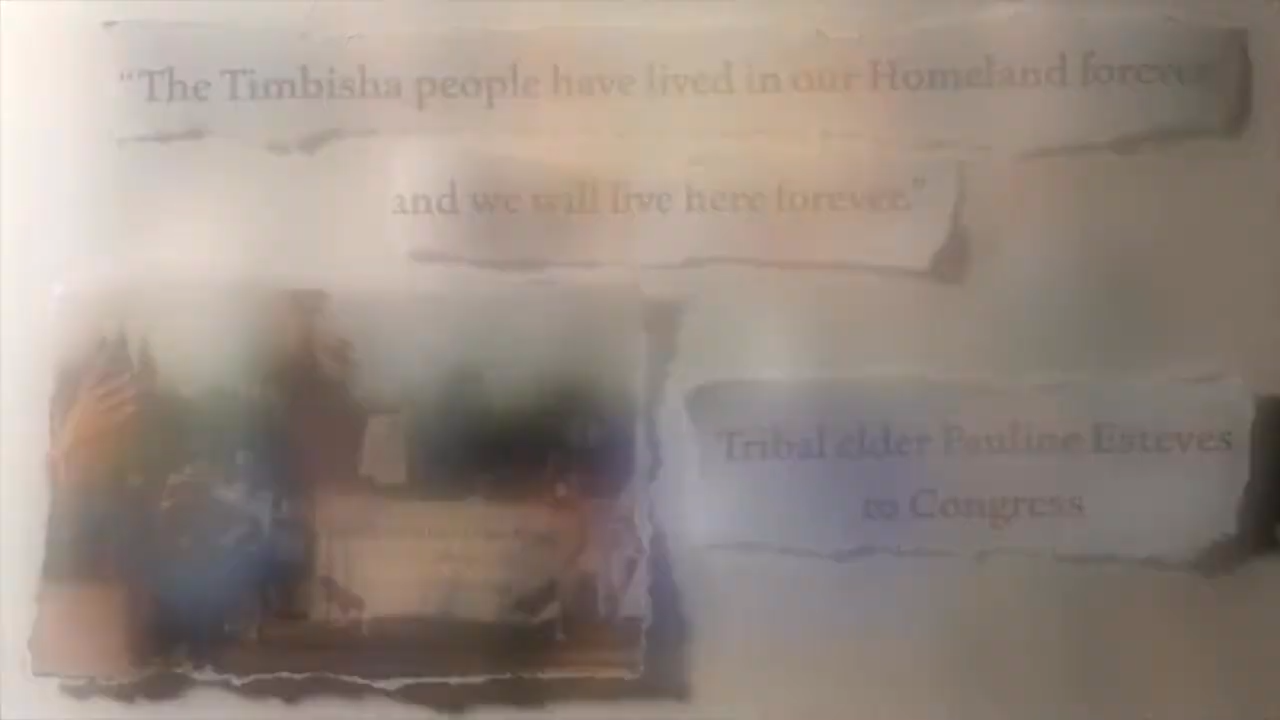 “The Timbisha people have lived in our Homeland forever
and we will live here forever.”
Tribal elder Pauline Esteves
to Congress